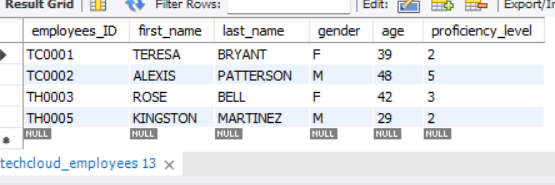 Result Grid Filter Rows: Edit: Export/In
employees_ID first_name last_name gender age proficiency_level
TC0001 TERESA BRYANT F 39 2
TC0002 ALEXIS PATTERSON M 48 5
TH0003 ROSE BELL F 42 3
TH0005 KINGSTON MARTINEZ M 29 2
NULL NULL NULL NULL NULL NULL
techcloud_employees 13 ×